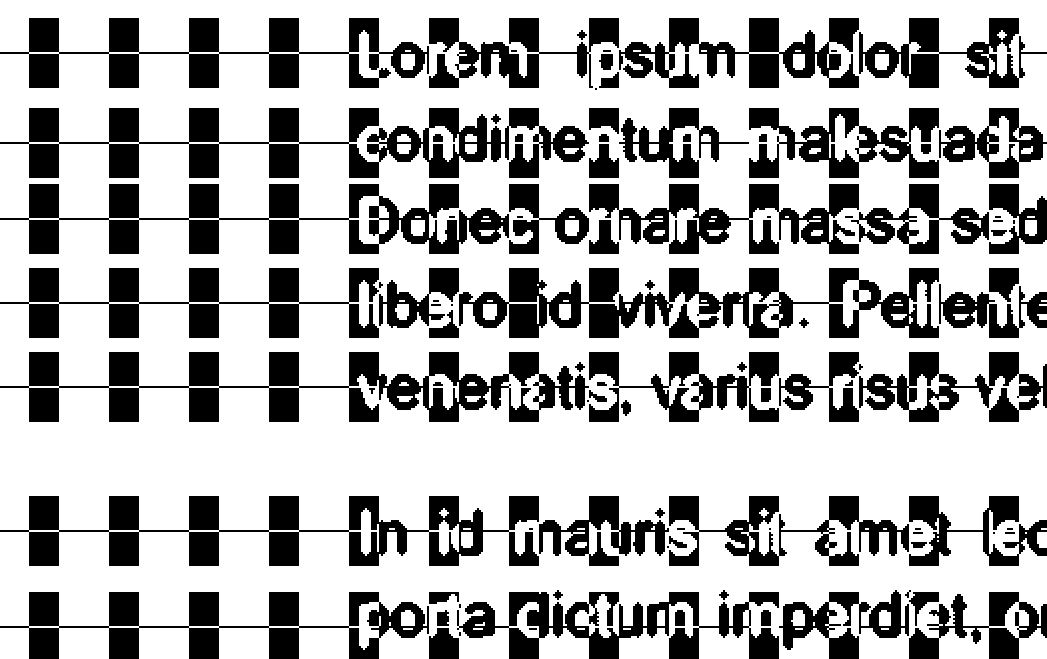 Lorem ipsum dolor sit
condimentum malesuada
Donec ornare massa sed
libero id viverra. Pellente
venenatis, varius risus vel
In id mauris sit amet leo
porta dictum imperdiet, or